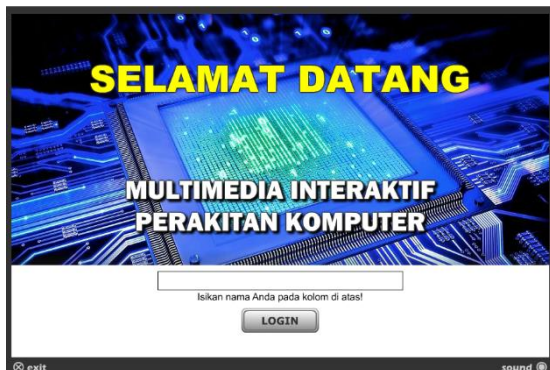 SELAMAT DATANG
MULTIMEDIA INTERAKTIF
PERAKITAN KOMPUTER
Isikan nama Anda pada kolom di atas!
LOGIN
exit
sound